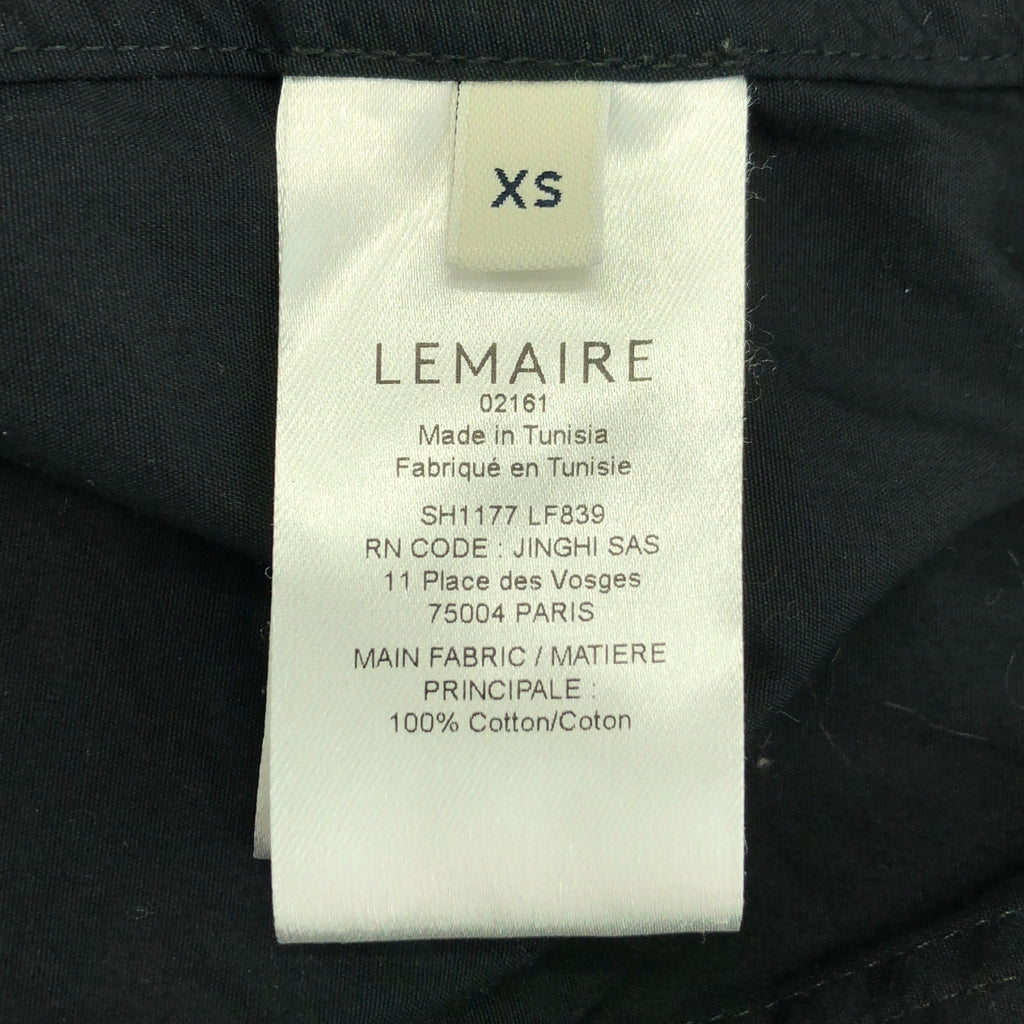 XS
LEMAIRE
02161
Made in Tunisia
Fabriqué en Tunisie
SH1177 LF839
RN CODE : JINGHI SAS
11 Place des Vosges
75004 PARIS
MAIN FABRIC / MATIERE
PRINCIPALE :
100% Cotton/Coton